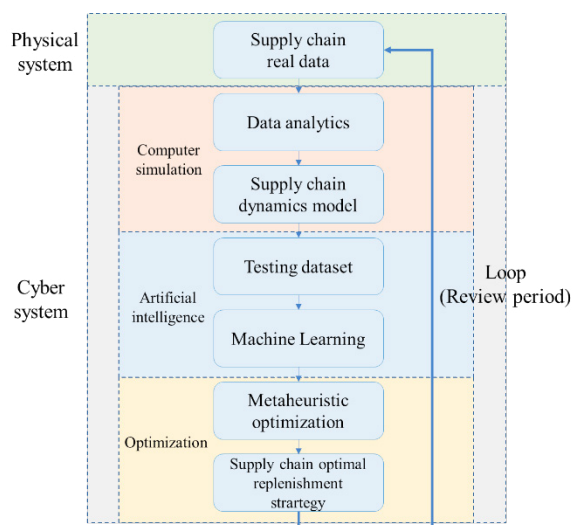 Physical
system
Supply chain
real data
Data analytics
Computer
simulation
Supply chain
dynamics model
Testing dataset
Cyber
system
Artificial
intelligence
Loop
(Review period)
Machine Learning
Metaheuristic
optimization
Optimization
Supply chain optimal
replenishment
strartegy